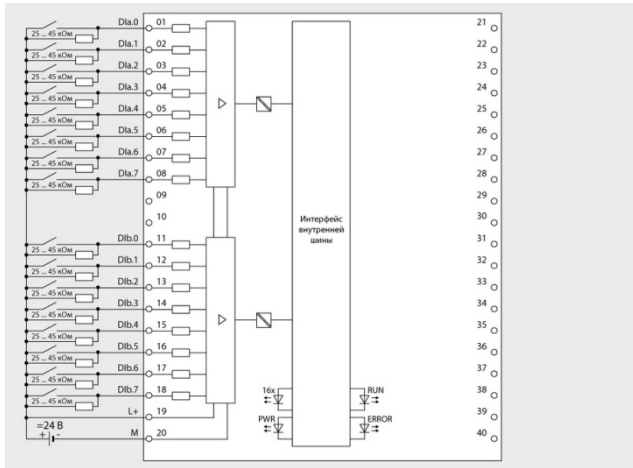 DIa.0 01 21
25 ... 45 кОм
DIa.1 02 22
25 ... 45 кОм
DIa.2 03 23
25 ... 45 кОм
DIa.3 04 24
25 ... 45 кОм
DIa.4 05 25
25 ... 45 кОм
DIa.5 06 26
25 ... 45 кОм
DIa.6 07 27
25 ... 45 кОм
DIa.7 08 28
25 ... 45 кОм
09 29
10 30
Интерфейс
внутренней
шины
DIb.0 11 31
25 ... 45 кОм
DIb.1 12 32
25 ... 45 кОм
DIb.2 13 33
25 ... 45 кОм
DIb.3 14 34
25 ... 45 кОм
DIb.4 15 35
25 ... 45 кОм
DIb.5 16 36
25 ... 45 кОм
DIb.6 17 37
25 ... 45 кОм
DIb.7 18 16x RUN 38
25 ... 45 кОм
L+ 19 39
=24 В
+ -
M 20 PWR ERROR 40